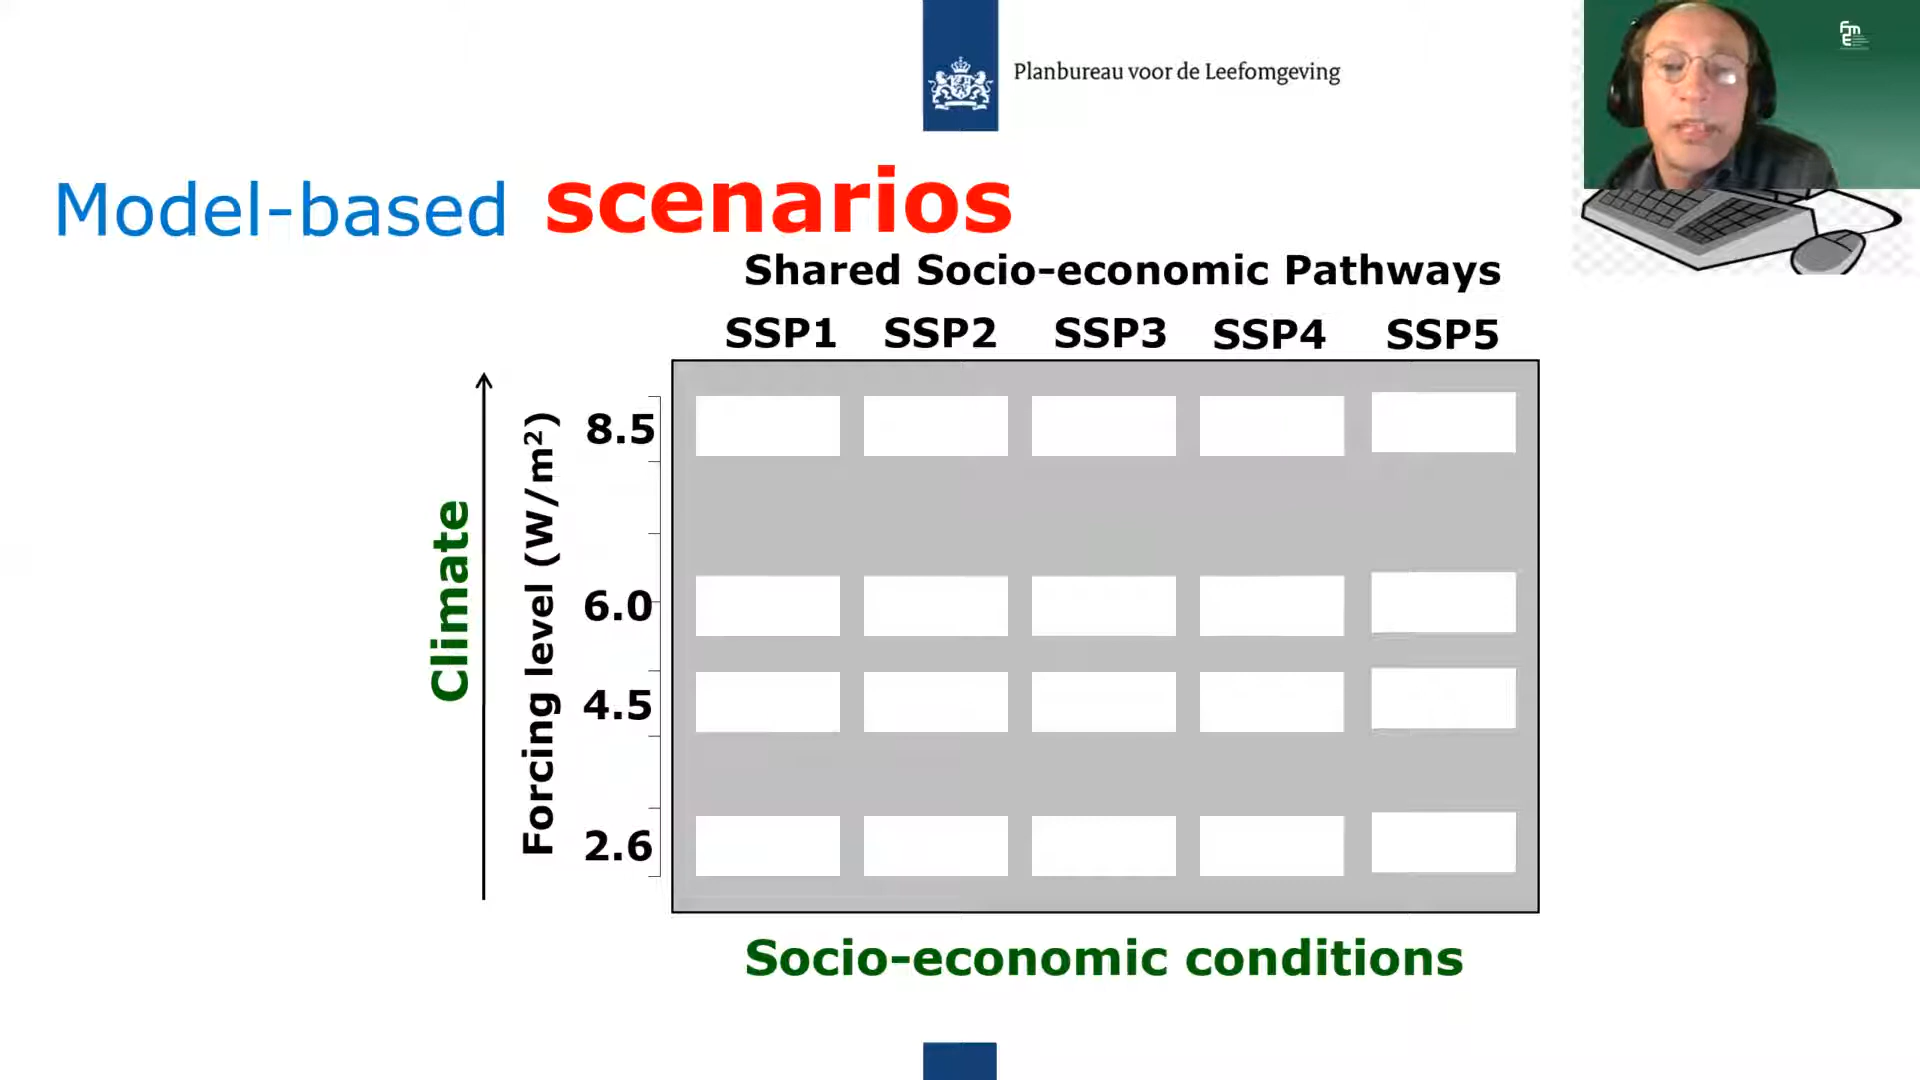 Planbureau voor de Leefomgeving
FmE
Model-based scenarios
Shared Socio-economic Pathways
SSP1 SSP2 SSP3 SSP4 SSP5
Climate
Forcing level (W/m²)
8.5
6.0
4.5
2.6
Socio-economic conditions